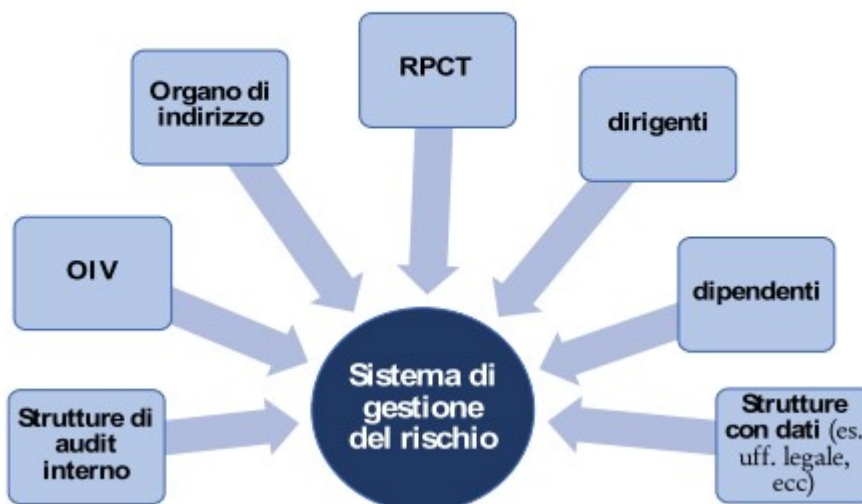 RPCT
Organo di
indirizzo
dirigenti
OIV
dipendenti
Strutture di
audit
interno
Sistema di
gestione
del rischio
Strutture
con dati (es.
uff. legale,
ecc)